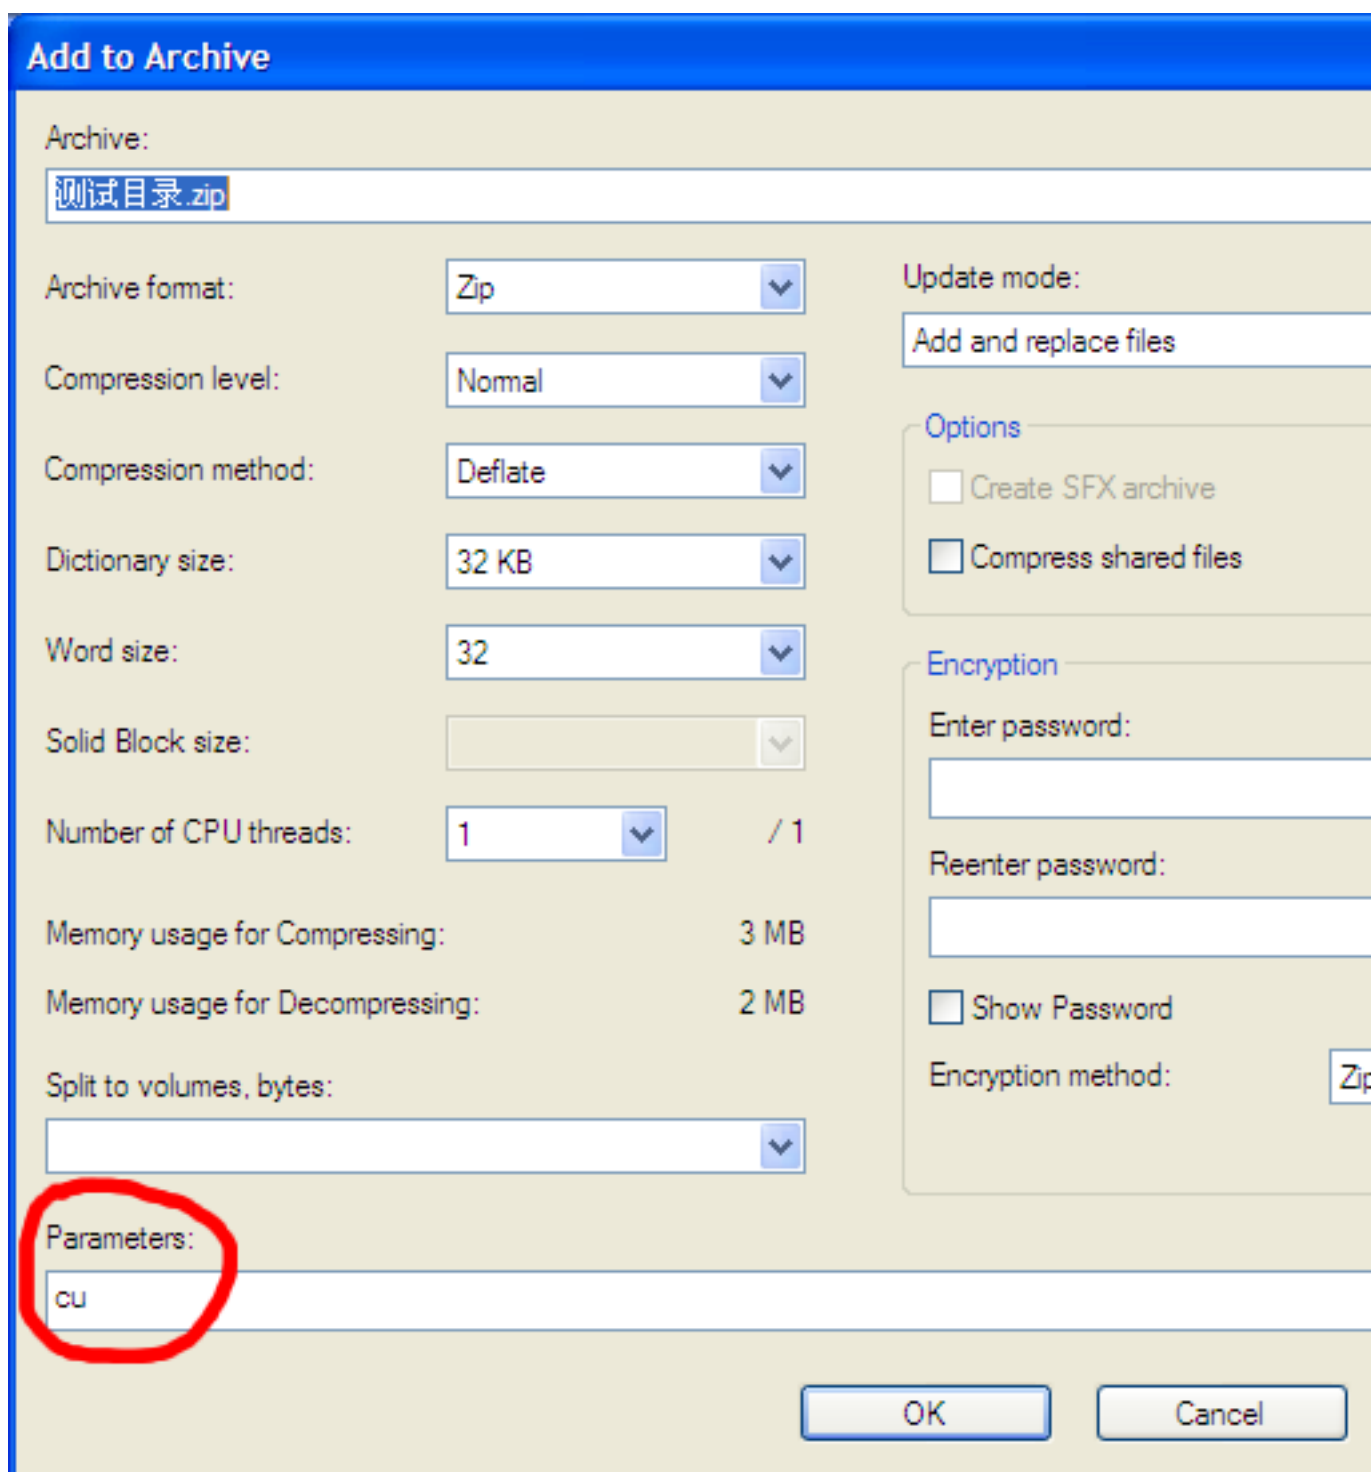 Add to Archive
Archive:
测试目录.zip
Archive format:
Zip
Compression level:
Normal
Compression method:
Deflate
Dictionary size:
32 KB
Word size:
32
Solid Block size:
Number of CPU threads:
1
/ 1
Memory usage for Compressing:
3 MB
Memory usage for Decompressing:
2 MB
Split to volumes, bytes:
Update mode:
Add and replace files
Options
Create SFX archive
Compress shared files
Encryption
Enter password:
Reenter password:
Show Password
Encryption method:
Zip
Parameters:
cu
OK
Cancel